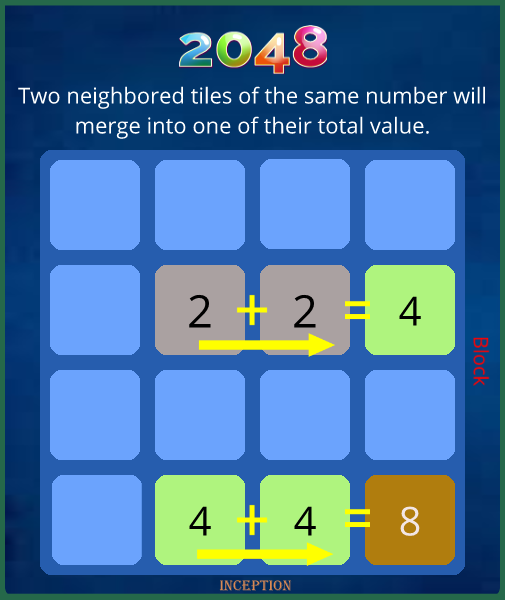 2048
Two neighbored tiles of the same number will
merge into one of their total value.
2 + 2 = 4
Block
4 + 4 = 8
INCEPTION